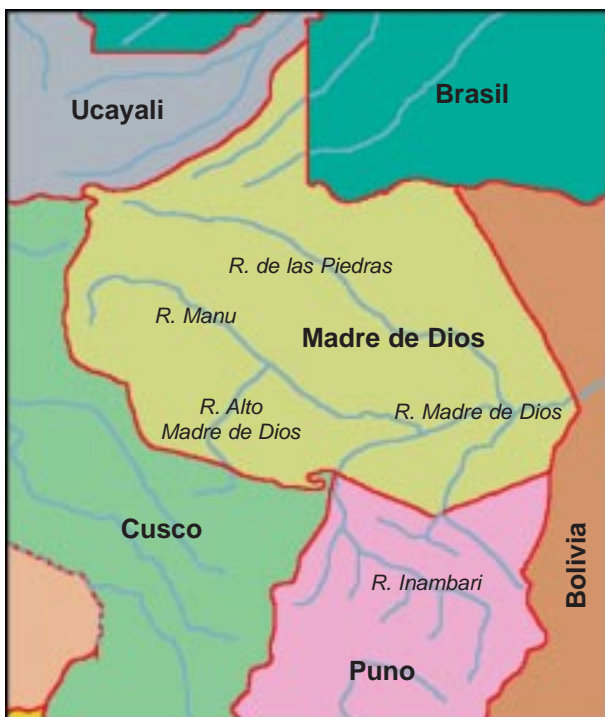 Ucayali
Brasil
R. de las Piedras
R. Manu
Madre de Dios
R. Alto
Madre de Dios
R. Madre de Dios
Cusco
R. Inambari
Bolivia
Puno